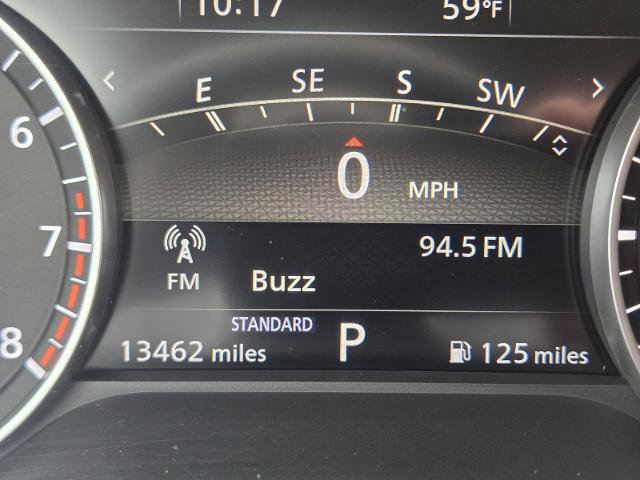 10:17 59°F
E SE S SW
6
0 MPH
7
94.5 FM
FM Buzz
STANDARD
8
13462 miles P 125 miles